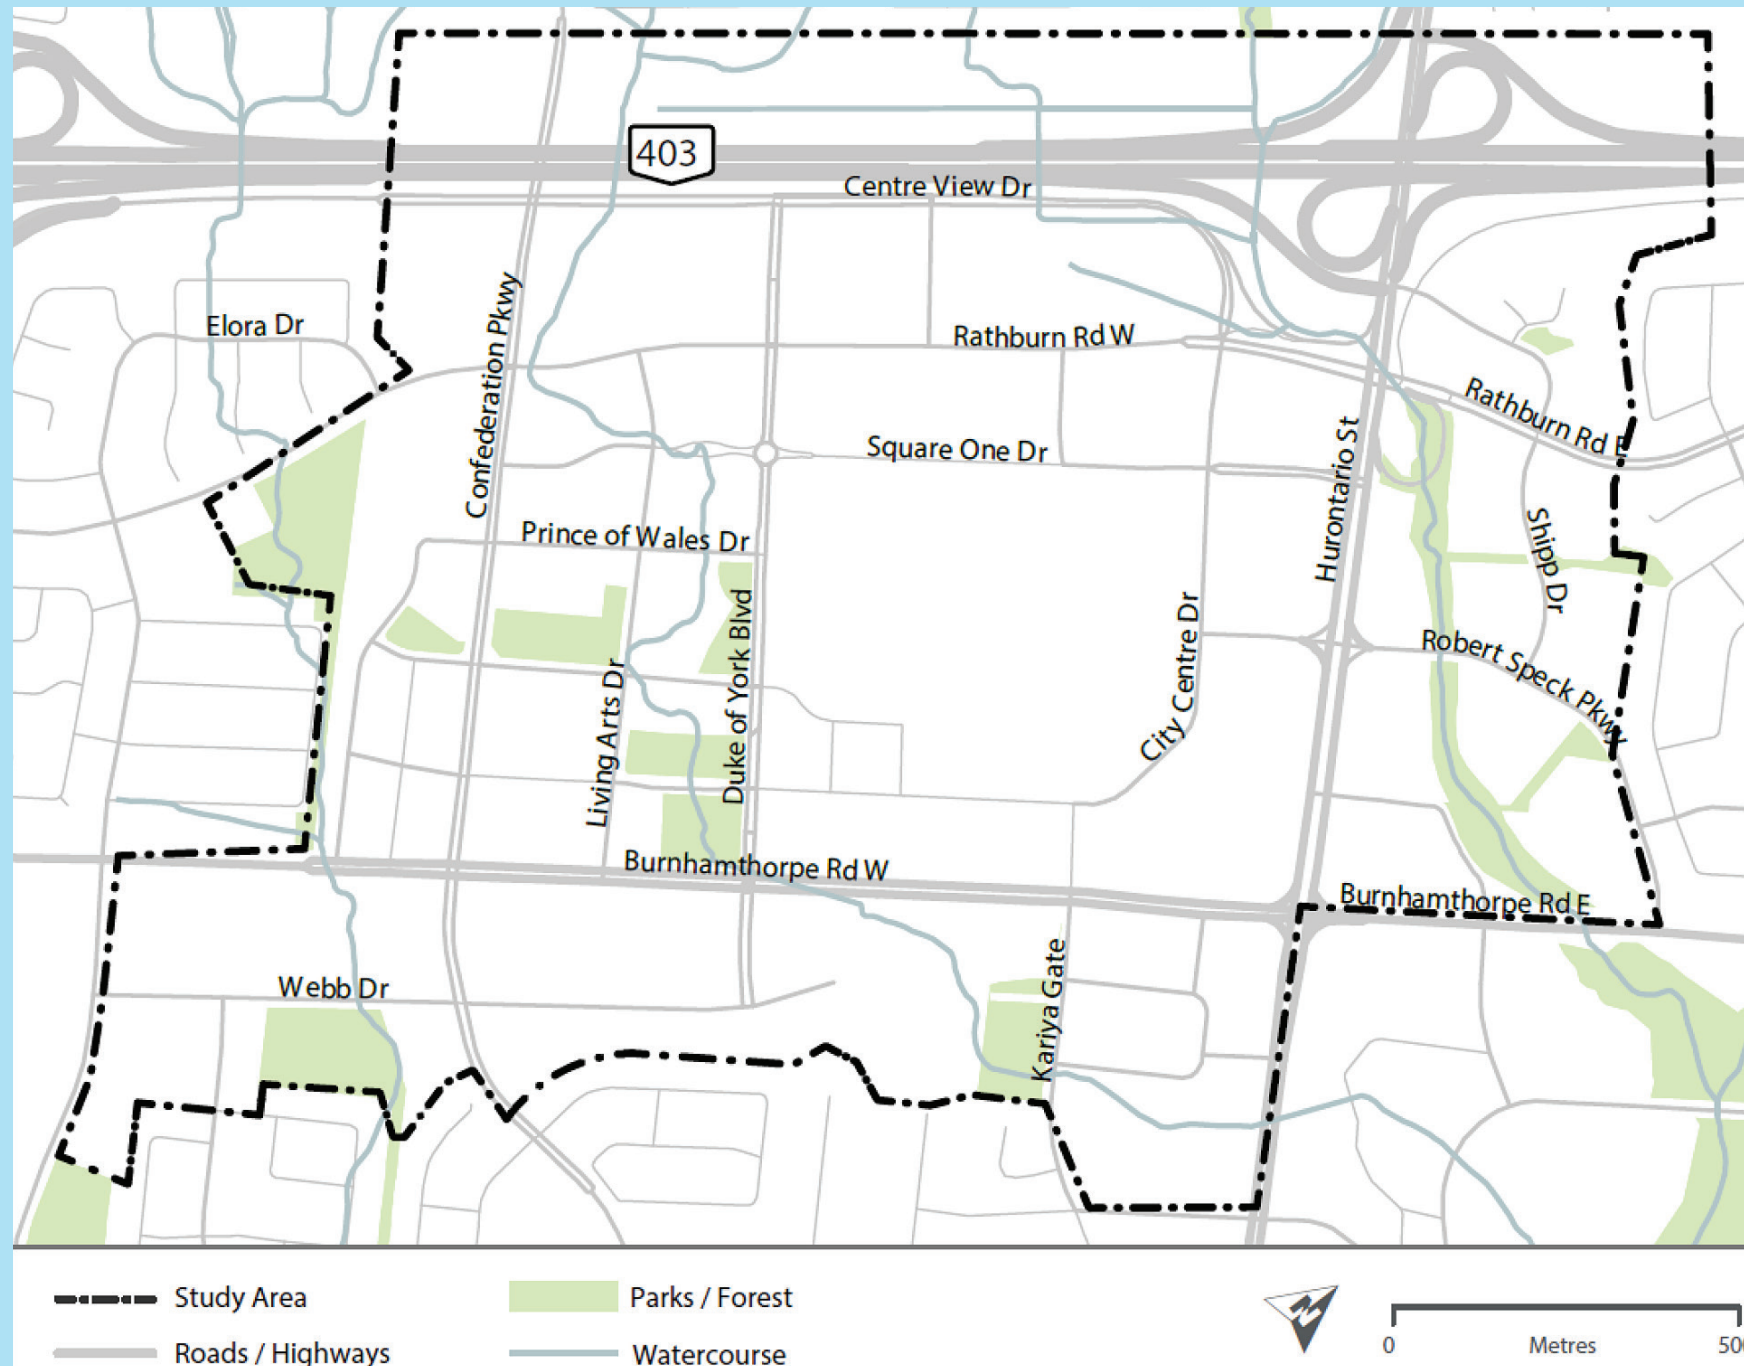 403
Centre View Dr
Elora Dr
Confederation Pkwy
Rathburn Rd W
Rathburn Rd E
Square One Dr
Hurontario St
Prince of Wales Dr
Shipp Dr
Duke of York Blvd
Living Arts Dr
City Centre Dr
Robert Speck Pkwy
Burnhamthorpe Rd W
Burnhamthorpe Rd E
Webb Dr
Kariya Gate
Study Area
Parks / Forest
Roads / Highways
Watercourse
N
0
Metres